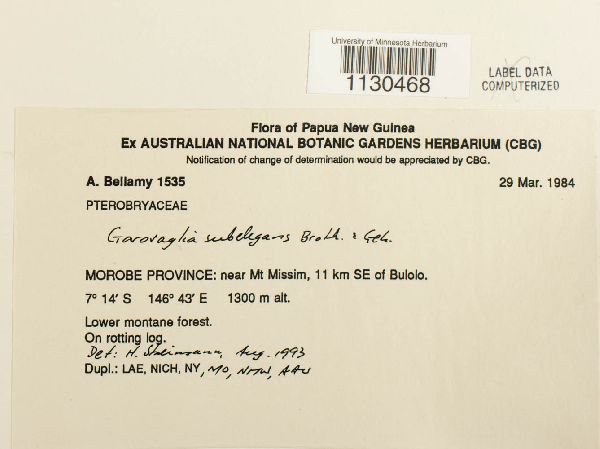 University of Minnesota Herbarium
1130468
LABEL DATA
COMPUTERIZED
Flora of Papua New Guinea
Ex AUSTRALIAN NATIONAL BOTANIC GARDENS HERBARIUM (CBG)
Notification of change of determination would be appreciated by CBG.
A. Bellamy 1535 29 Mar. 1984
PTEROBRYACEAE
Garovaglia subelegans Broth. & Geh.
MOROBE PROVINCE: near Mt Missim, 11 km SE of Bulolo.
7° 14′ S 146° 43′ E 1300 m alt.
Lower montane forest.
On rotting log.
Det: H. Streimann, Aug. 1993
Dupl.: LAE, NICH, NY, MO, NMW, AAU